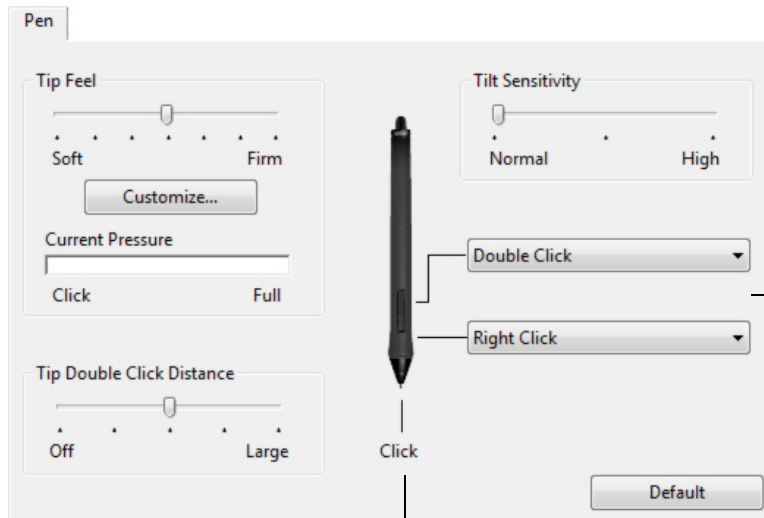 Pen
Tip Feel
Soft Firm
Customize...
Current Pressure
Click Full
Tip Double Click Distance
Off Large
Click
Tilt Sensitivity
Normal High
Double Click
Right Click
Default